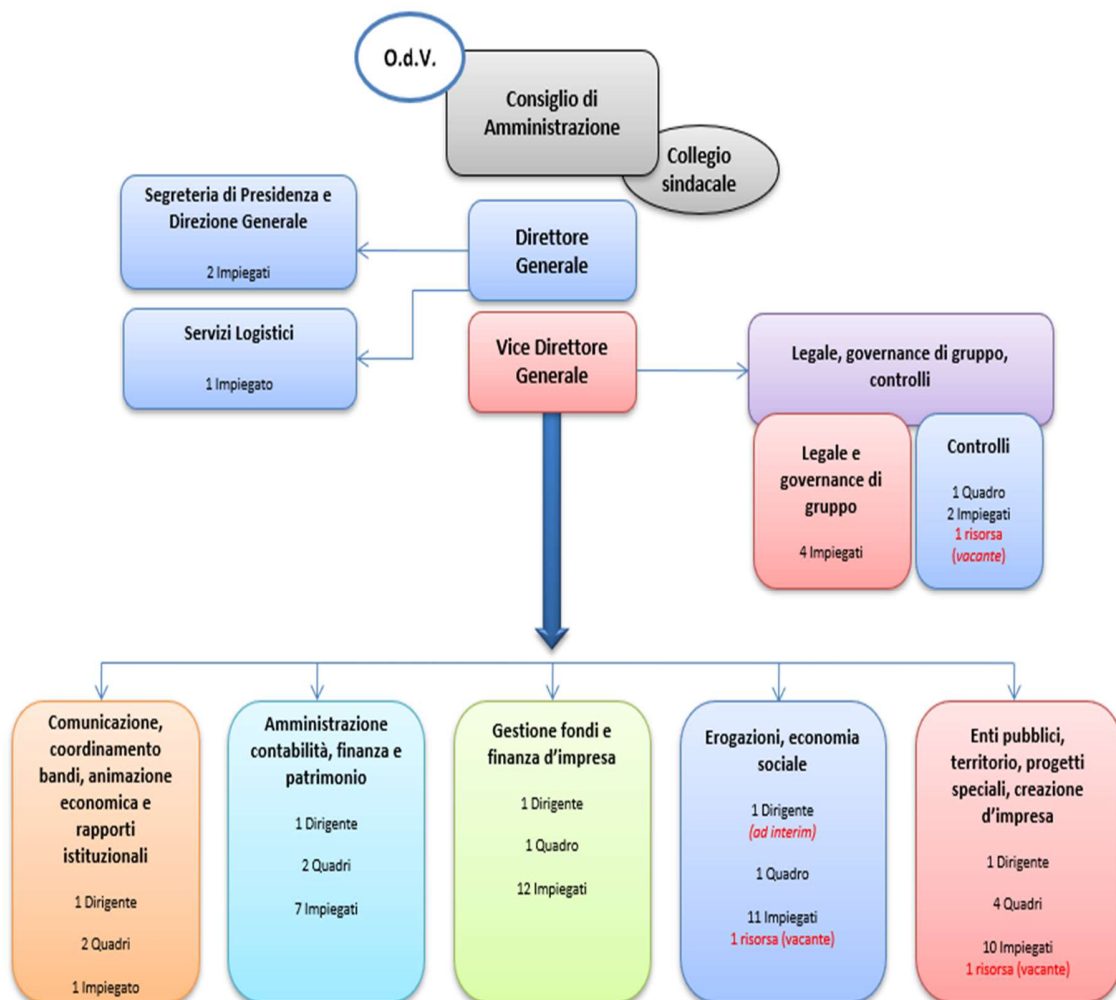 O.d.V.
Consiglio di
Amministrazione
Collegio
sindacale
Segreteria di Presidenza e
Direzione Generale
2 Impiegati
Direttore
Generale
Servizi Logistici
1 Impiegato
Vice Direttore
Generale
Legale, governance di gruppo,
controlli
Legale e
governance di
gruppo
4 Impiegati
Controlli
1 Quadro
2 Impiegati
1 risorsa
(vacante)
Comunicazione,
coordinamento
bandi, animazione
economica e
rapporti
istituzionali
1 Dirigente
2 Quadri
1 Impiegato
Amministrazione
contabilità, finanza e
patrimonio
1 Dirigente
2 Quadri
7 Impiegati
Gestione fondi e
finanza d'impresa
1 Dirigente
1 Quadro
12 Impiegati
Erogazioni, economia
sociale
1 Dirigente
(ad interim)
1 Quadro
11 Impiegati
1 risorsa (vacante)
Enti pubblici,
territorio, progetti
speciali, creazione
d'impresa
1 Dirigente
4 Quadri
10 Impiegati
1 risorsa (vacante)